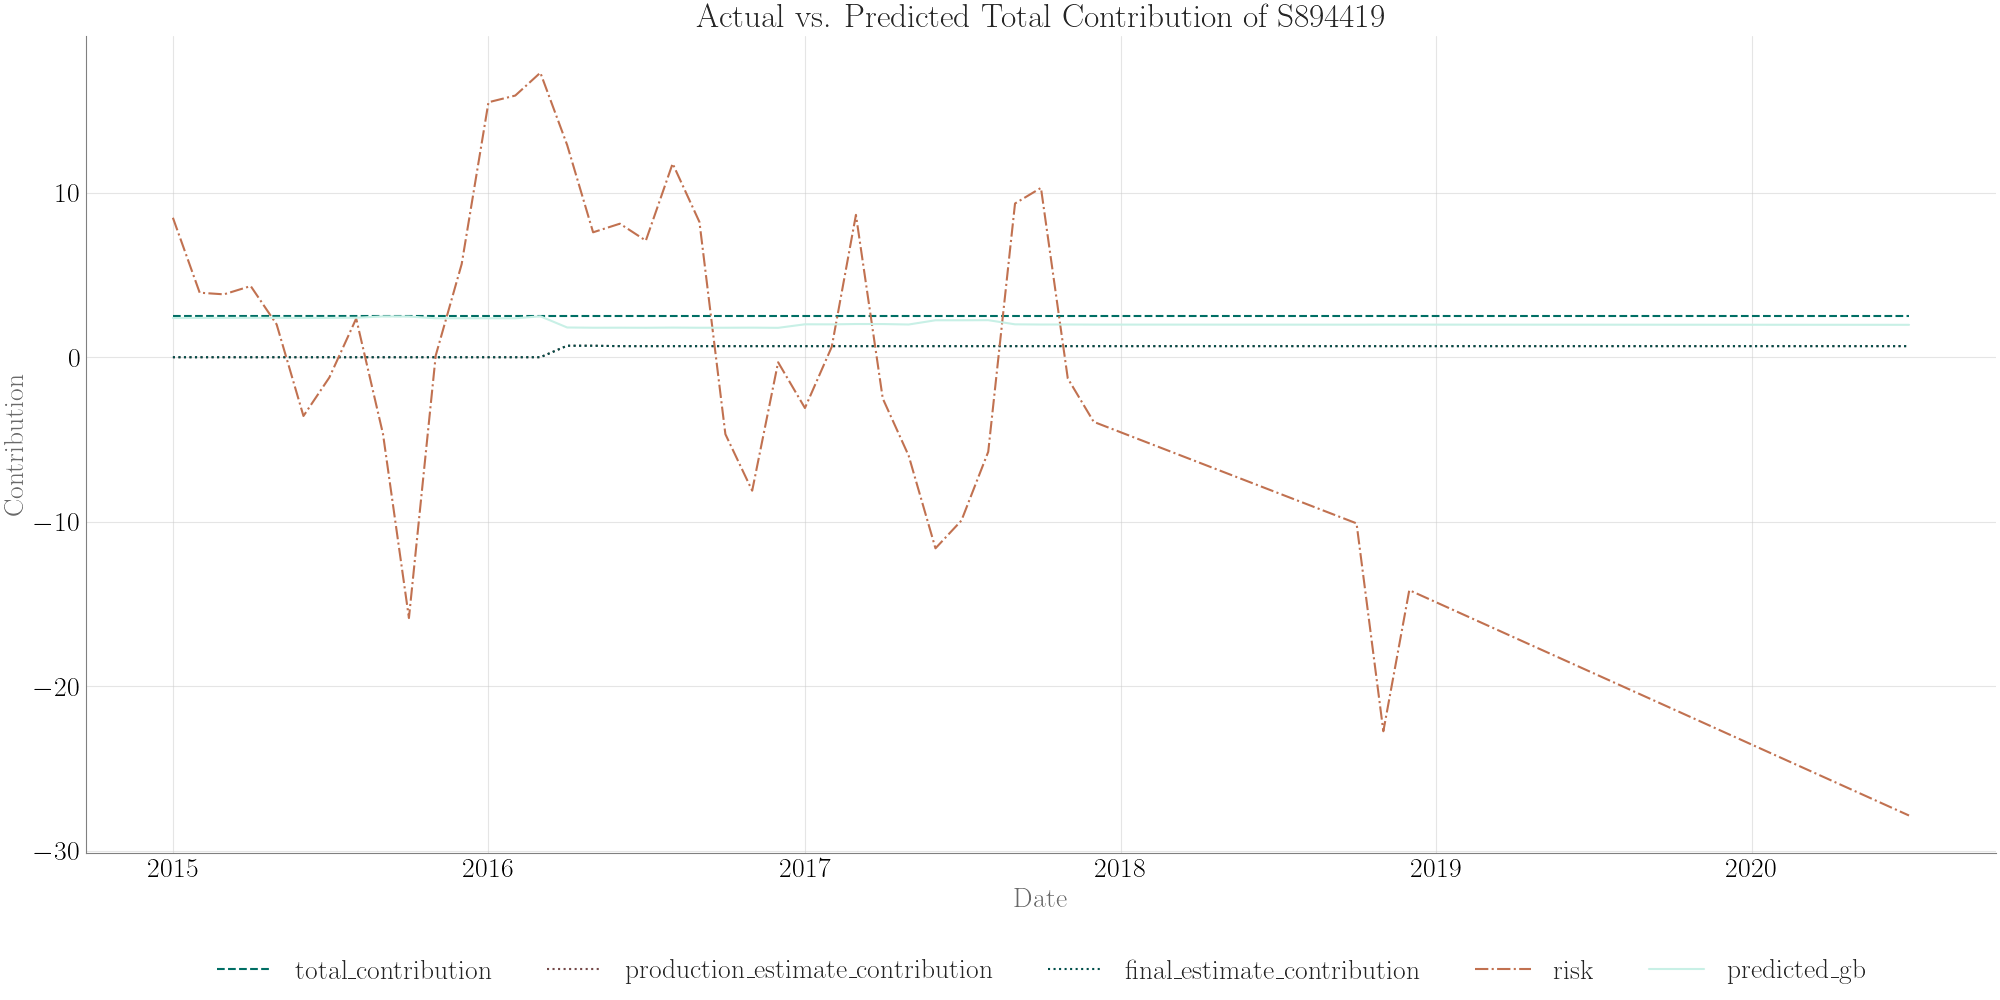 Actual vs. Predicted Total Contribution of S894419
10
0
−10
−20
−30
Contribution
2015 2016 2017 2018 2019 2020
Date
total_contribution production_estimate_contribution final_estimate_contribution risk predicted_gb